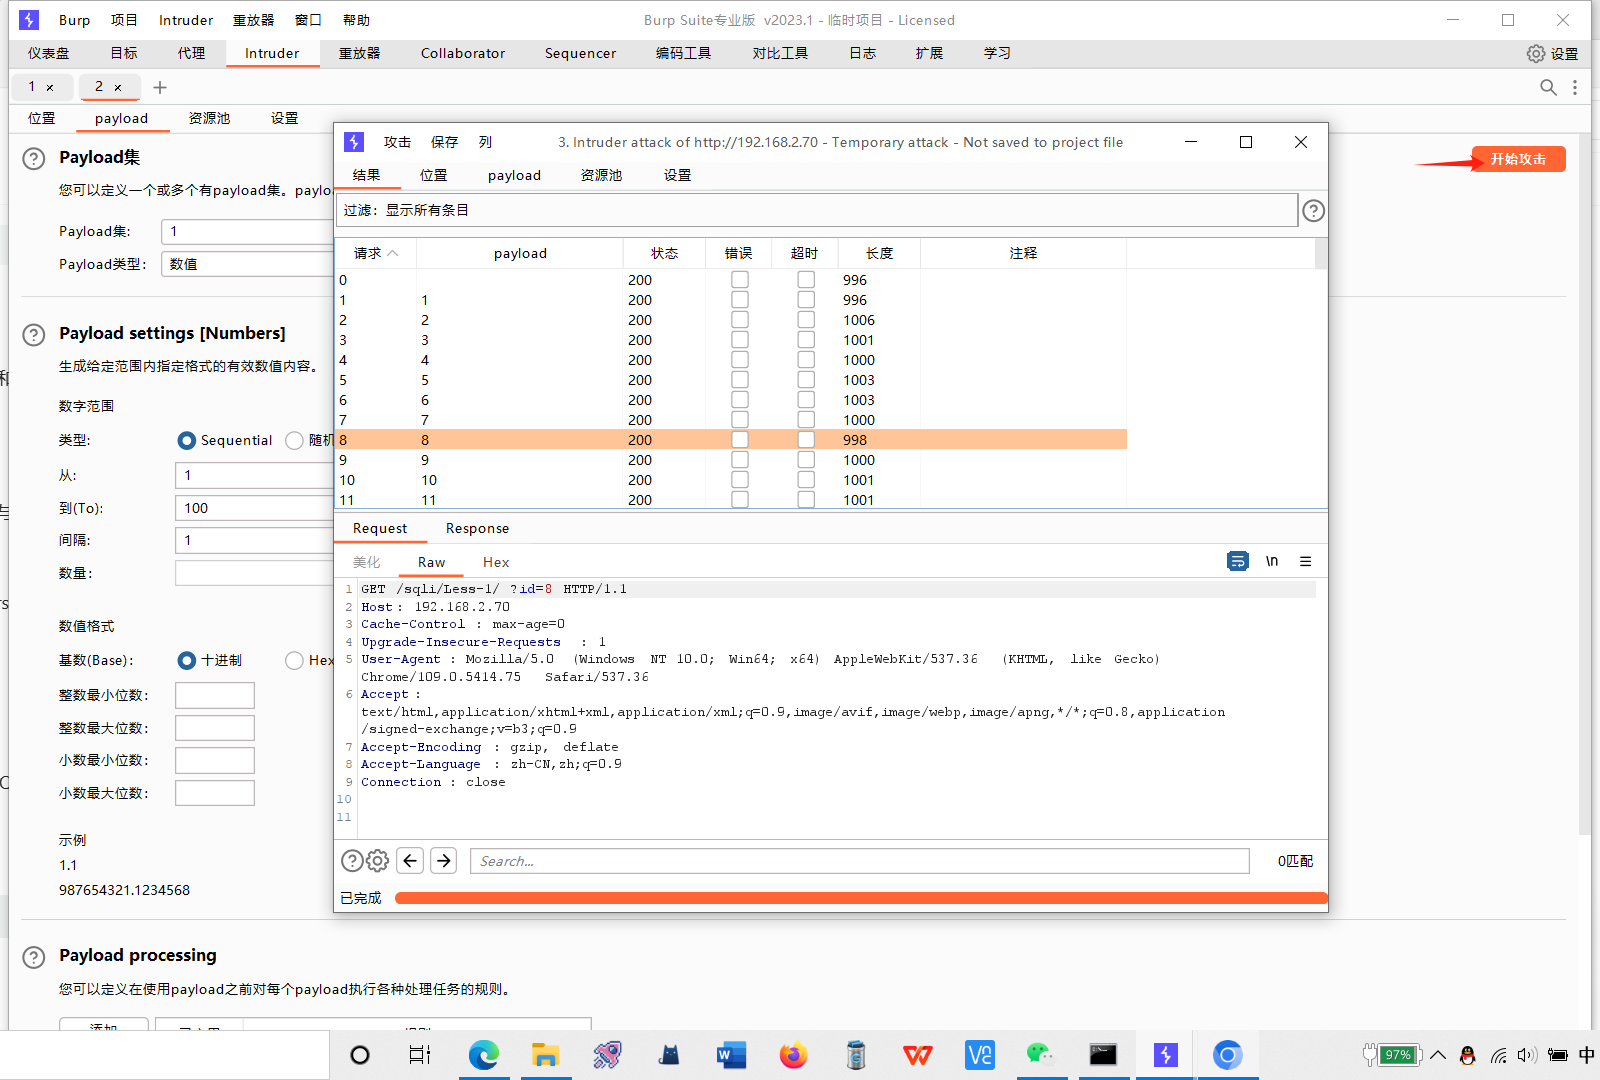 Burp 项目 Intruder 重放器 窗口 帮助 Burp Suite专业版 v2023.1 - 临时项目 - Licensed
仪表盘 目标 代理 Intruder 重放器 Collaborator Sequencer 编码工具 对比工具 日志 扩展 学习 设置
1 × 2 × +
位置 payload 资源池 设置
Payload集
开始攻击
您可以定义一个或多个有payload集。paylo
Payload集: 1
Payload类型: 数值
Payload settings [Numbers]
生成给定范围内指定格式的有效数值内容。
数字范围
类型: Sequential 随机
从: 1
到(To): 100
间隔: 1
数量:
数值格式
基数(Base): 十进制 Hex
整数最小位数:
整数最大位数:
小数最小位数:
小数最大位数:
示例
1.1
987654321.1234568
Payload processing
您可以定义在使用payload之前对每个payload执行各种处理任务的规则。
添加
攻击 保存 列 3. Intruder attack of http://192.168.2.70 - Temporary attack - Not saved to project file
结果 位置 payload 资源池 设置
过滤: 显示所有条目
请求 payload 状态 错误 超时 长度 注释
0 200 996
1 1 200 996
2 2 200 1006
3 3 200 1001
4 4 200 1000
5 5 200 1003
6 6 200 1003
7 7 200 1000
8 8 200 998
9 9 200 1000
10 10 200 1001
11 11 200 1001
Request Response
美化 Raw Hex \n
1 GET /sqli/Less-1/ ?id=8 HTTP/1.1
2 Host: 192.168.2.70
3 Cache-Control : max-age=0
4 Upgrade-Insecure-Requests : 1
5 User-Agent : Mozilla/5.0 (Windows NT 10.0; Win64; x64) AppleWebKit/537.36 (KHTML, like Gecko)
Chrome/109.0.5414.75 Safari/537.36
6 Accept :
text/html,application/xhtml+xml,application/xml;q=0.9,image/avif,image/webp,image/apng,*/*;q=0.8,application
/signed-exchange;v=b3;q=0.9
7 Accept-Encoding : gzip, deflate
8 Accept-Language : zh-CN,zh;q=0.9
9 Connection : close
10
11
Search... 0匹配
已完成
97% 中